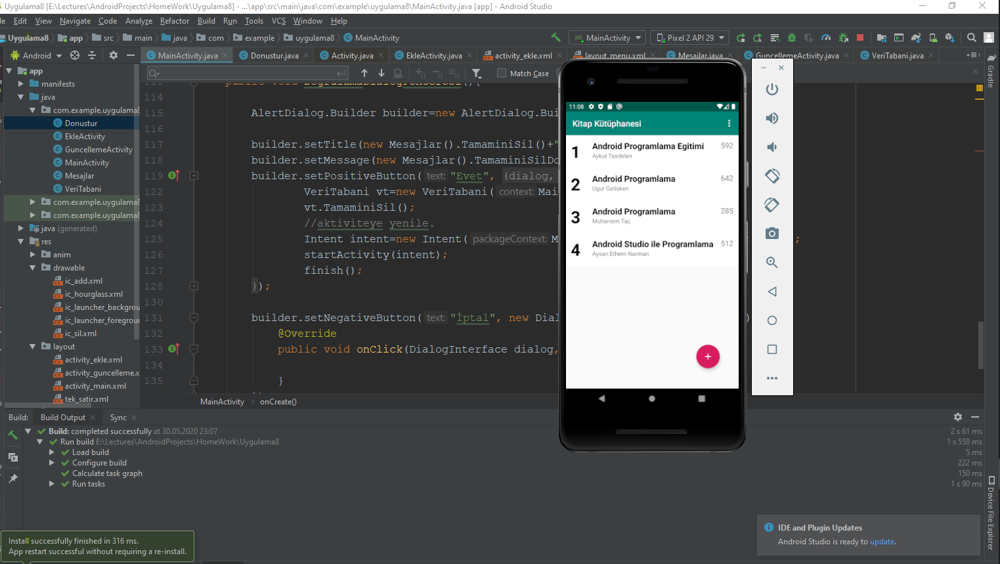 Uygulama8 [E:\Lectures\AndroidProjects\HomeWork\Uygulama8] - ...\app\src\main\java\com\example\uygulama8\MainActivity.java [app] - Android Studio
Edit View Navigate Code Analyze Refactor Build Run Tools VCS Window Help
Uygulama8 app src main java com example uygulama8 MainActivity
MainActivity Pixel 2 API 29
Android
MainActivity.java Donustur.java Activity.java EkleActivity.java activity_ekle.xml layout_menu.xml Mesajlar.java GuncellemeActivity.java VeriTabani.java
Match Case
app
manifests
java
com.example.uygulama8
Donustur
EkleActivity
GuncellemeActivity
MainActivity
Mesajlar
VeriTabani
com.example.uygulama8
com.example.uygulama8
java (generated)
res
anim
drawable
ic_add.xml
ic_hourglass.xml
ic_launcher_backgrou
ic_launcher_foregroun
ic_sil.xml
layout
activity_ekle.xml
activity_guncelleme.x
activity_main.xml
tek_satir.xml
114
115 AlertDialog.Builder builder=new AlertDialog.Bui
116
117 builder.setTitle(new Mesajlar().TamaminiSil()+"
118 builder.setMessage(new Mesajlar().TamaminiSilDo
119 builder.setPositiveButton( text: "Evet", (dialog,
122 VeriTabani vt=new VeriTabani( context: Mai
123 vt.TamaminiSil();
124 //aktiviteye yenile.
125 Intent intent=new Intent( packageContext: M ;
126 startActivity(intent);
127 finish();
128 });
130
131 builder.setNegativeButton( text: "İptal", new Dial )
132 @Override
133 public void onClick(DialogInterface dialog,
134
135 }
MainActivity onCreate()
11:08
Kitap Kütüphanesi
1 Android Programlama Egitimi 592
Aykut Tasdelen
2 Android Programlama 642
Ugur Gelisken
3 Android Programlama 285
Muharrem Taç
4 Android Studio ile Programlama 512
Aysan Ethem Narman
+
Gradle
Device File Explorer
Build: Build Output Sync
Build: completed successfully at 30.05.2020 23:07 2 s 61 ms
Run build E:\Lectures\AndroidProjects\HomeWork\Uygulama8 1 s 558 ms
Load build 5 ms
Configure build 222 ms
Calculate task graph 150 ms
Run tasks 1 s 90 ms
Install successfully finished in 316 ms.
App restart successful without requiring a re-install.
IDE and Plugin Updates
Android Studio is ready to update.